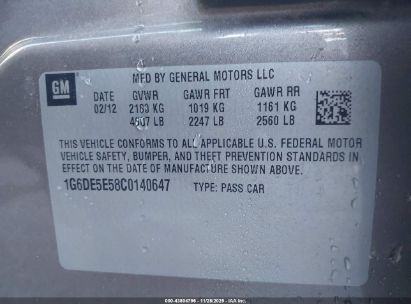 GM
MFD BY GENERAL MOTORS LLC
DATE GVWR GAWR FRT GAWR RR
02/12 2163 KG 1019 KG 1161 KG
LB 2247 LB 2560 LB
THIS VEHICLE CONFORMS TO ALL APPLICABLE U.S. FEDERAL MOTOR
VEHICLE SAFETY, BUMPER, AND THEFT PREVENTION STANDARDS IN
EFFECT ON THE DATE OF MANUFACTURE SHOWN ABOVE.
1G6DE5E58C0140647 TYPE: PASS CAR